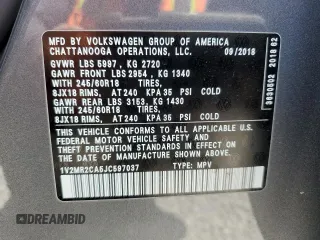 MFD BY VOLKSWAGEN GROUP OF AMERICA
CHATTANOOGA OPERATIONS, LLC. 09/2018
GVWR LBS 5997 , KG 2720
GAWR FRONT LBS 2954 , KG 1340
WITH 245/60R18 TIRES,
8JX18 RIMS, AT 240 KPA 35 PSI COLD
GAWR REAR LBS 3153, KG 1430
WITH 245/60R18 TIRES,
8JX18 RIMS, AT 240 KPA 35 PSI COLD
THIS VEHICLE CONFORMS TO ALL APPLICABLE U.S.
FEDERAL MOTOR VEHICLE SAFETY STANDARDS IN
EFFECT ON THE DATE OF MANUFACTURE SHOWN ABOVE.
1V2MR2CA5JC597037 TYPE: MPV
DREAMBID